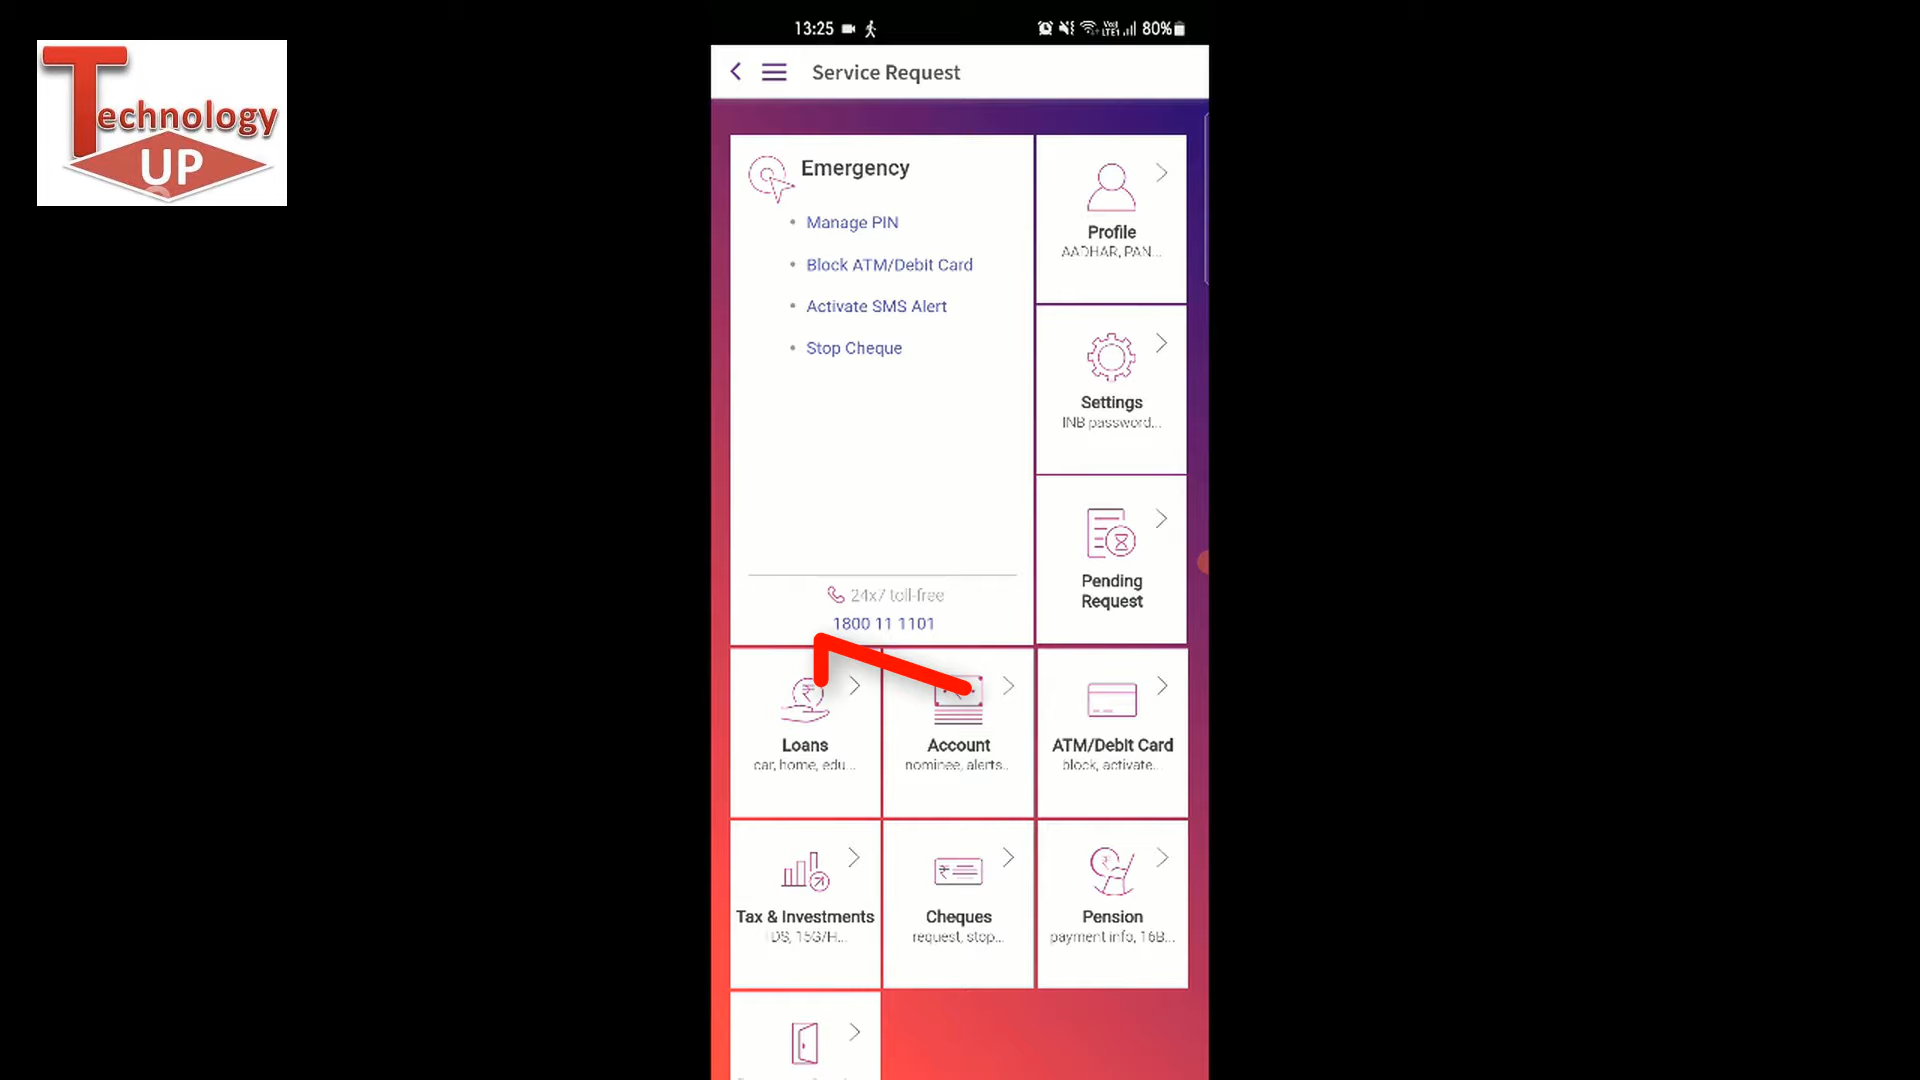 Technology
UP
13:25
VoD
LTE1
80%
Service Request
Emergency
Manage PIN
Block ATM/Debit Card
Activate SMS Alert
Stop Cheque
24x7 toll-free
1800 11 1101
Profile
AADHAR, PAN...
Settings
INB password...
Pending
Request
Loans
car, home, edu...
Account
nominee, alerts..
ATM/Debit Card
block, activate...
Tax & Investments
TDS, 15G/H...
Cheques
request, stop...
Pension
payment info, 16B...